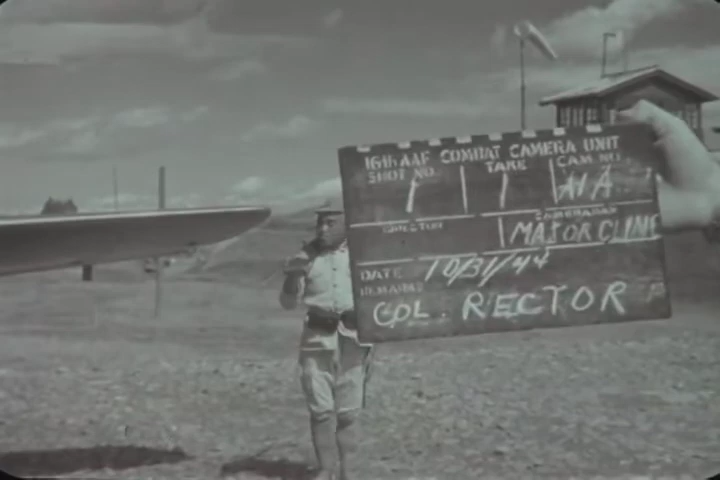 16th AAF COMBAT CAMERA UNIT
SHOT NO. TAKE CAM. NO.
1 1 A1A
DIRECTOR CAMERAMAN
MAJOR CLINE
DATE 10/31/44
REMARKS
COL. RECTOR